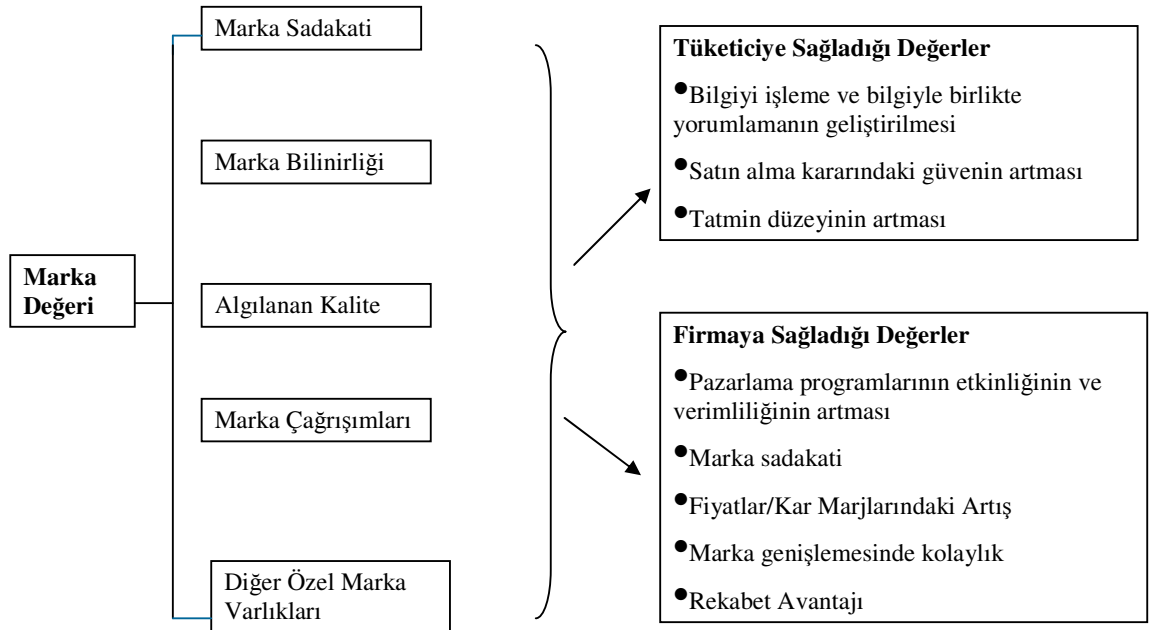 Marka
Değeri
Marka Sadakati
Marka Bilinirliği
Algılanan Kalite
Marka Çağrışımları
Diğer Özel Marka
Varlıkları
Tüketiciye Sağladığı Değerler
●Bilgiyi işleme ve bilgiyle birlikte
yorumlamanın geliştirilmesi
●Satın alma kararındaki güvenin artması
●Tatmin düzeyinin artması
Firmaya Sağladığı Değerler
●Pazarlama programlarının etkinliğinin ve
verimliliğinin artması
●Marka sadakati
●Fiyatlar/Kar Marjlarındaki Artış
●Marka genişlemesinde kolaylık
●Rekabet Avantajı